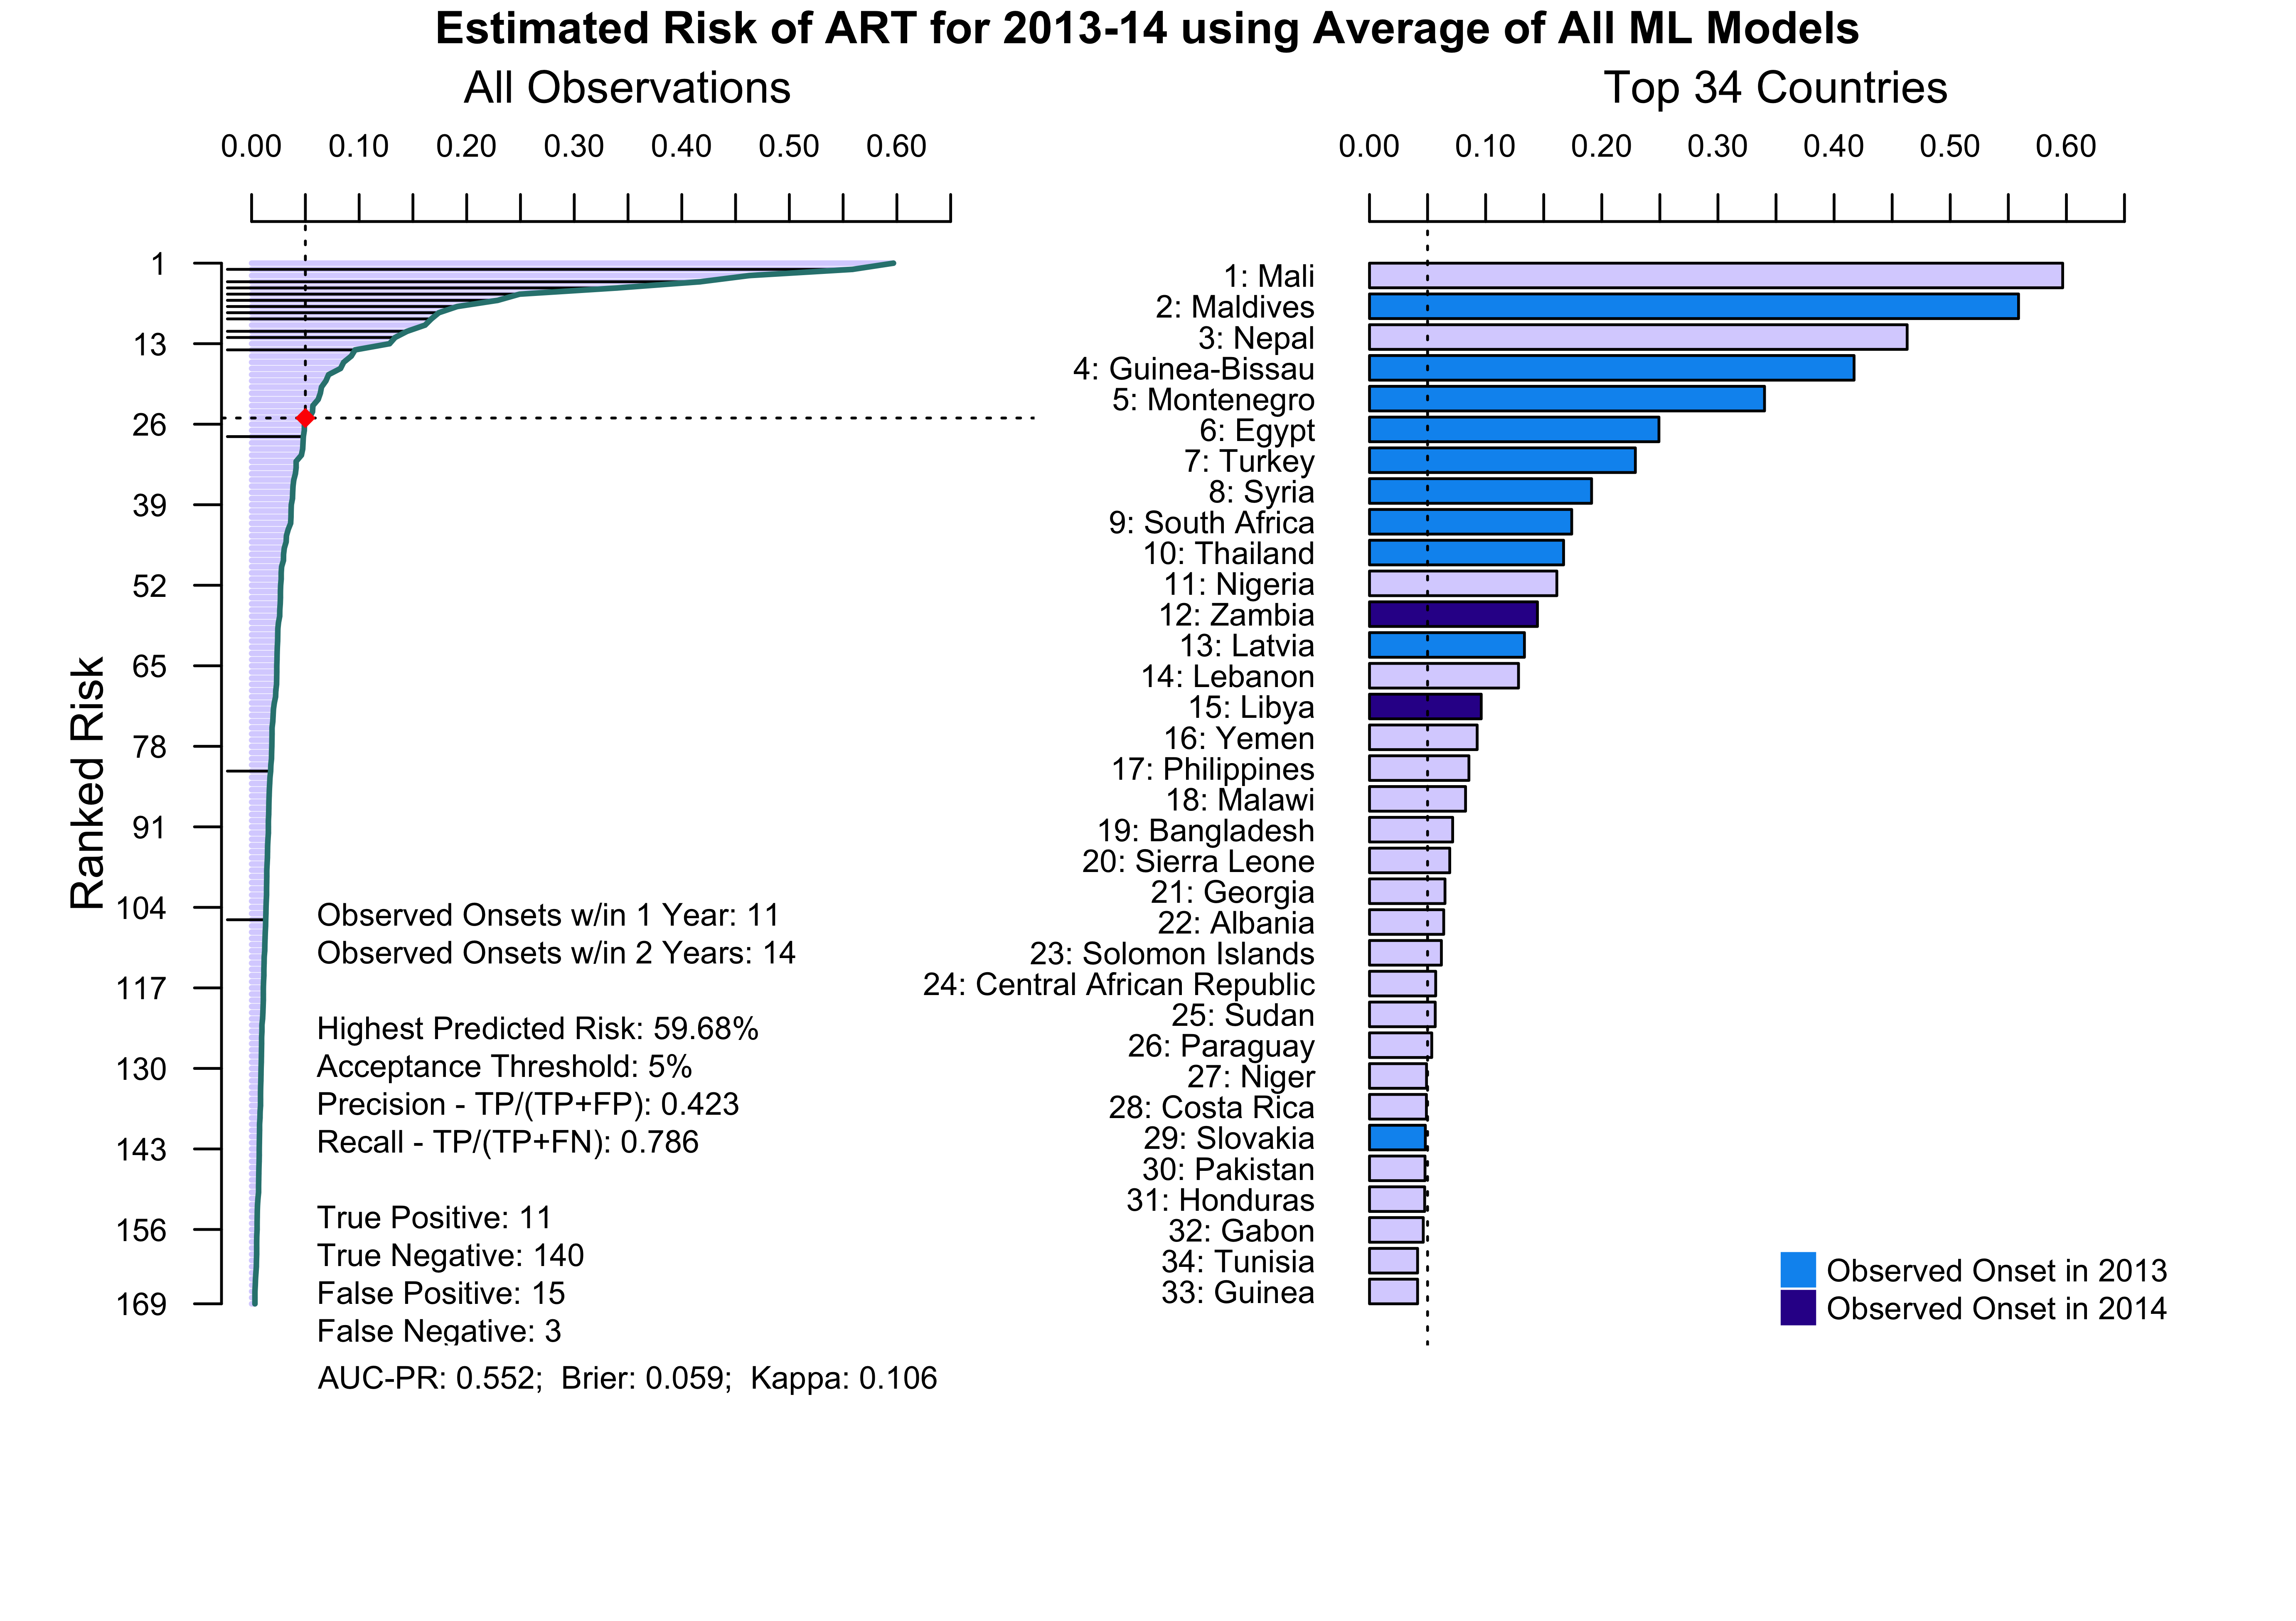 Estimated Risk of ART for 2013-14 using Average of All ML Models
All Observations
0.00 0.10 0.20 0.30 0.40 0.50 0.60
Ranked Risk
1
13
26
39
52
65
78
91
104
117
130
143
156
169
Observed Onsets w/in 1 Year: 11
Observed Onsets w/in 2 Years: 14
Highest Predicted Risk: 59.68%
Acceptance Threshold: 5%
Precision - TP/(TP+FP): 0.423
Recall - TP/(TP+FN): 0.786
True Positive: 11
True Negative: 140
False Positive: 15
False Negative: 3
AUC-PR: 0.552; Brier: 0.059; Kappa: 0.106
Top 34 Countries
0.00 0.10 0.20 0.30 0.40 0.50 0.60
1: Mali
2: Maldives
3: Nepal
4: Guinea-Bissau
5: Montenegro
6: Egypt
7: Turkey
8: Syria
9: South Africa
10: Thailand
11: Nigeria
12: Zambia
13: Latvia
14: Lebanon
15: Libya
16: Yemen
17: Philippines
18: Malawi
19: Bangladesh
20: Sierra Leone
21: Georgia
22: Albania
23: Solomon Islands
24: Central African Republic
25: Sudan
26: Paraguay
27: Niger
28: Costa Rica
29: Slovakia
30: Pakistan
31: Honduras
32: Gabon
34: Tunisia
33: Guinea
Observed Onset in 2013
Observed Onset in 2014